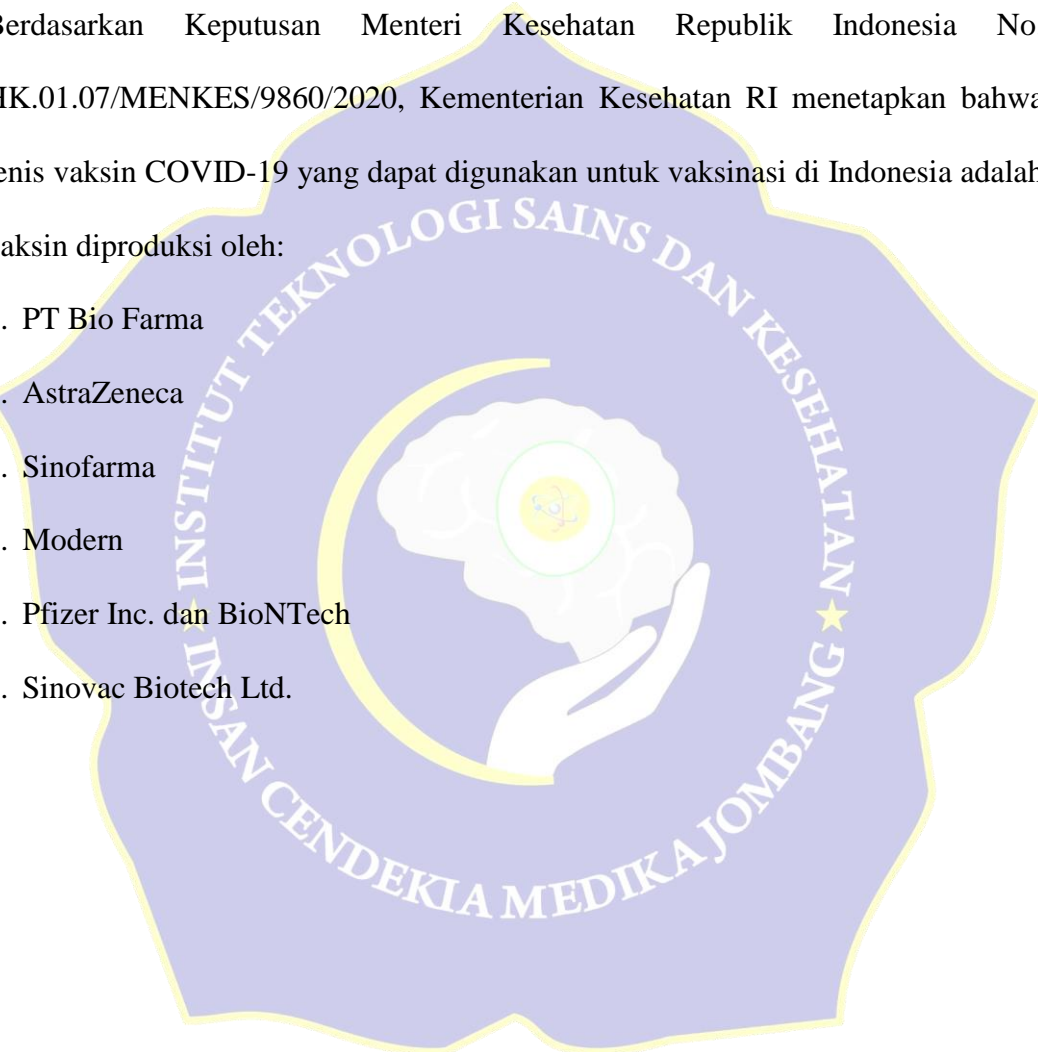 Berdasarkan Keputusan Menteri Kesehatan Republik Indonesia No
HK.01.07/MENKES/9860/2020, Kementerian Kesehatan RI menetapkan bahwa
enis vaksin COVID-19 yang dapat digunakan untuk vaksinasi di Indonesia adalah
aksin diproduksi oleh:
. PT Bio Farma
. AstraZeneca
. Sinofarma
. Modern
. Pfizer Inc. dan BioNTech
. Sinovac Biotech Ltd.
INSTITUT TEKNOLOGI SAINS DAN KESEHATAN
INSAN CENDEKIA MEDIKA JOMBANG